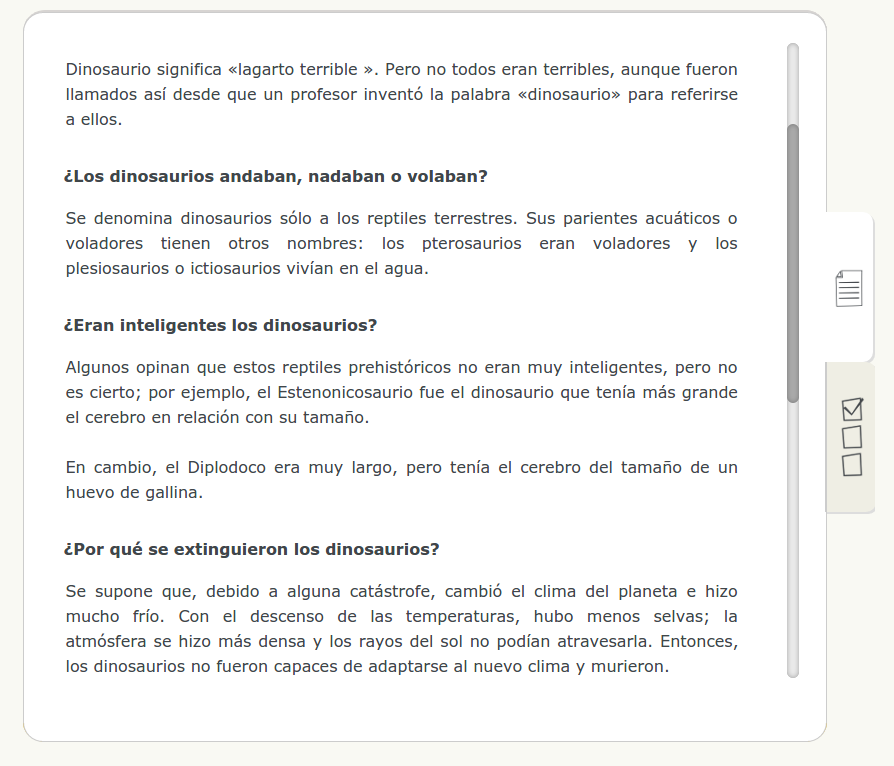 Dinosaurio significa «lagarto terrible ». Pero no todos eran terribles, aunque fueron
llamados así desde que un profesor inventó la palabra «dinosaurio» para referirse
a ellos.
¿Los dinosaurios andaban, nadaban o volaban?
Se denomina dinosaurios sólo a los reptiles terrestres. Sus parientes acuáticos o
voladores tienen otros nombres: los pterosaurios eran voladores y los
plesiosaurios o ictiosaurios vivían en el agua.
¿Eran inteligentes los dinosaurios?
Algunos opinan que estos reptiles prehistóricos no eran muy inteligentes, pero no
es cierto; por ejemplo, el Estenonicosaurio fue el dinosaurio que tenía más grande
el cerebro en relación con su tamaño.
En cambio, el Diplodoco era muy largo, pero tenía el cerebro del tamaño de un
huevo de gallina.
¿Por qué se extinguieron los dinosaurios?
Se supone que, debido a alguna catástrofe, cambió el clima del planeta e hizo
mucho frío. Con el descenso de las temperaturas, hubo menos selvas; la
atmósfera se hizo más densa y los rayos del sol no podían atravesarla. Entonces,
los dinosaurios no fueron capaces de adaptarse al nuevo clima y murieron.